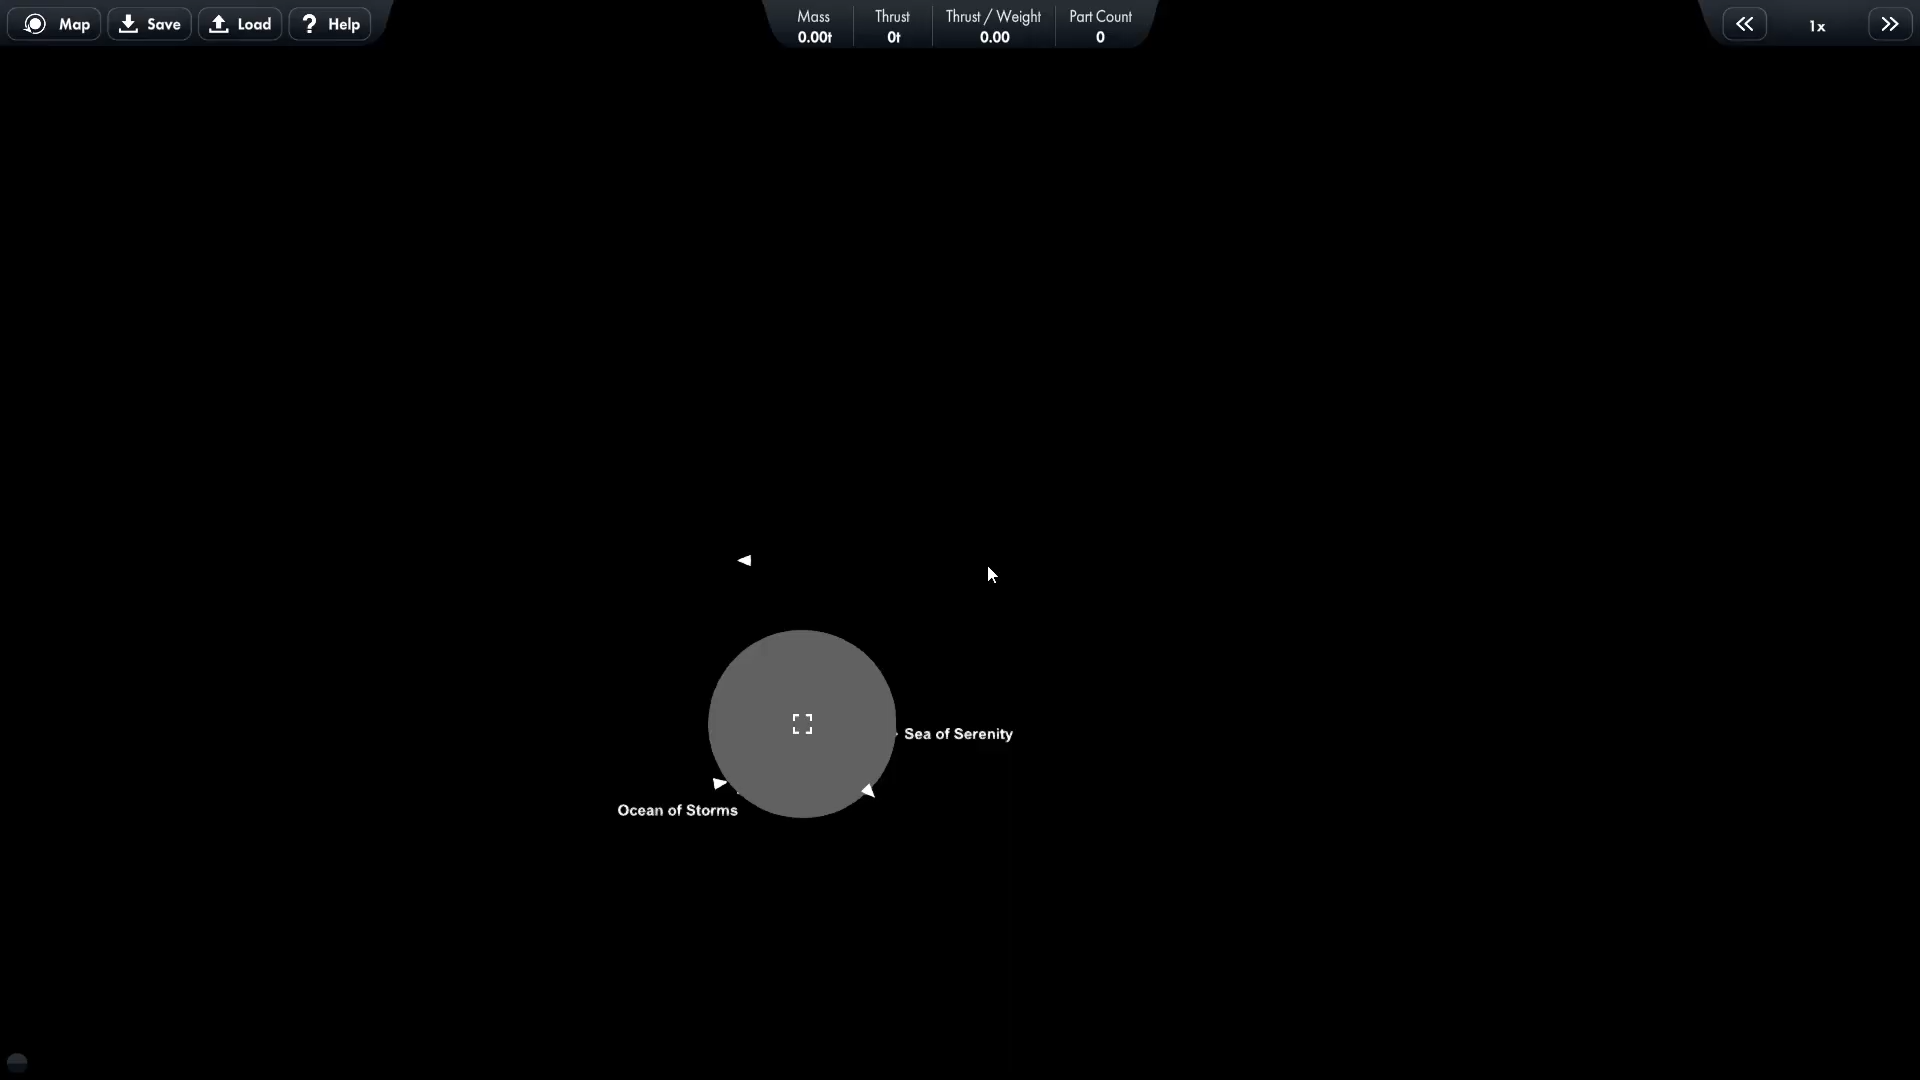 Map
Save
Load
Help
Mass
0.00t
Thrust
0t
Thrust / Weight
0.00
Part Count
0
1x
Sea of Serenity
Ocean of Storms